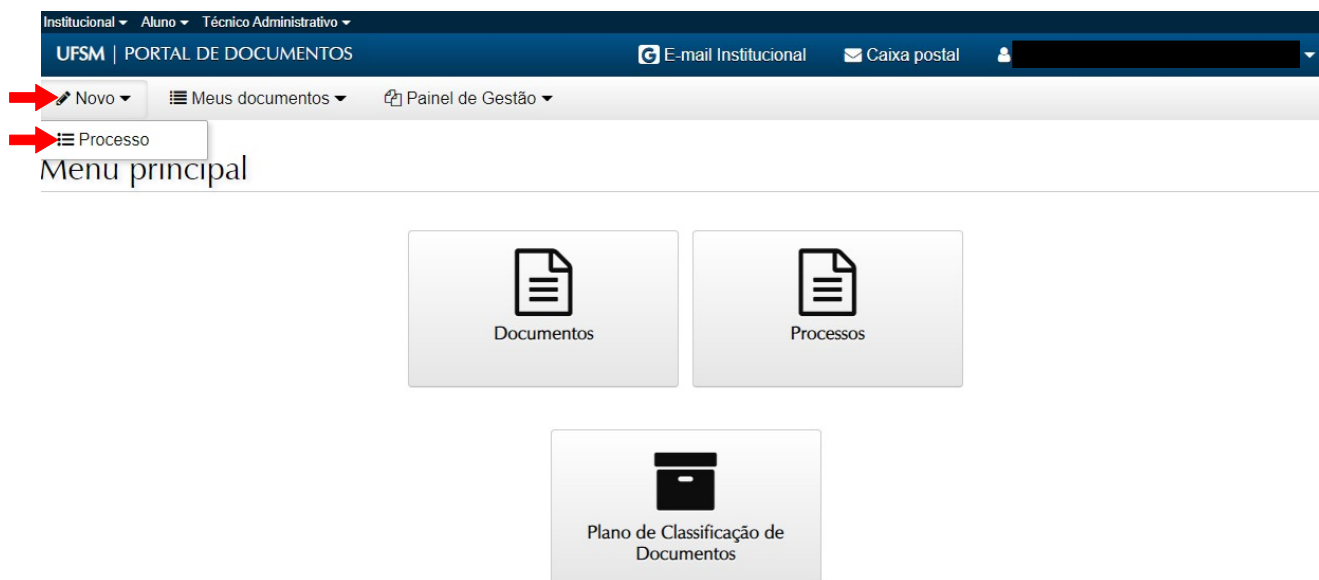 Institucional Aluno Técnico Administrativo
UFSM | PORTAL DE DOCUMENTOS G E-mail Institucional Caixa postal
Novo Meus documentos Painel de Gestão
Processo
Menu principal
Documentos Processos
Plano de Classificação de
Documentos